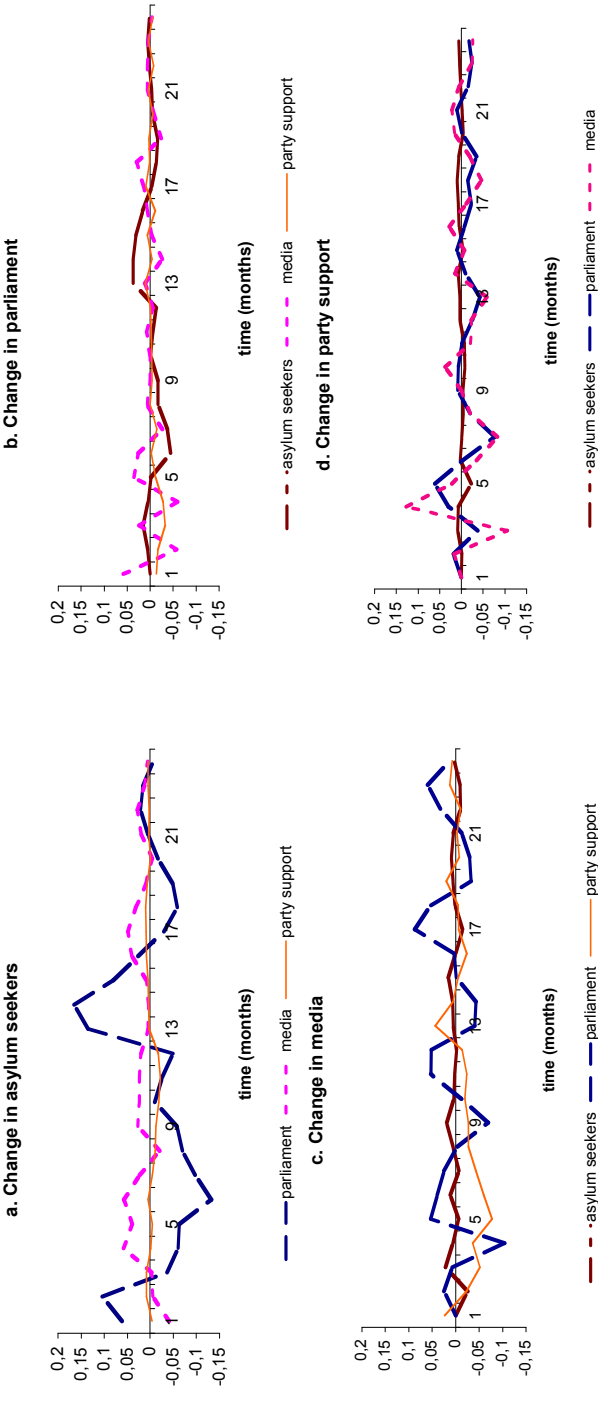 a. Change in asylum seekers
0,2
0,15
0,1
0,05
0
-0,05
-0,1
-0,15
1 5 9 13 17 21
time (months)
parliament media party support
b. Change in parliament
0,2
0,15
0,1
0,05
0
-0,05
-0,1
-0,15
1 5 9 13 17 21
time (months)
asylum seekers media party support
c. Change in media
0,2
0,15
0,1
0,05
0
-0,05
-0,1
-0,15
1 5 9 13 17 21
time (months)
asylum seekers parliament party support
d. Change in party support
0,2
0,15
0,1
0,05
0
-0,05
-0,1
-0,15
1 5 9 13 17 21
time (months)
asylum seekers parliament media